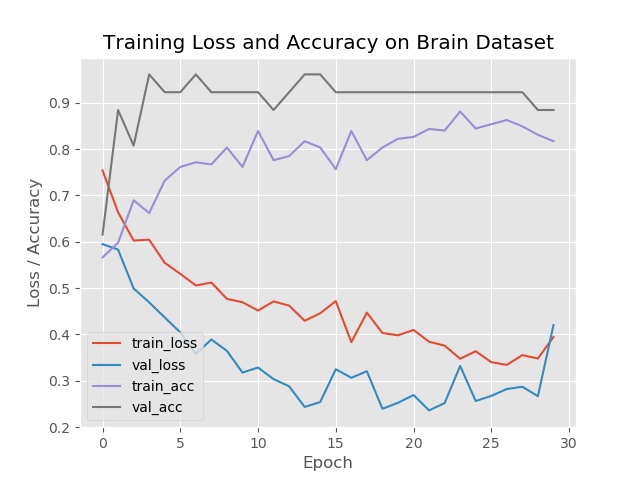 Training Loss and Accuracy on Brain Dataset
Loss / Accuracy
0.9
0.8
0.7
0.6
0.5
0.4
0.3
0.2
train_loss
val_loss
train_acc
val_acc
0 5 10 15 20 25 30
Epoch